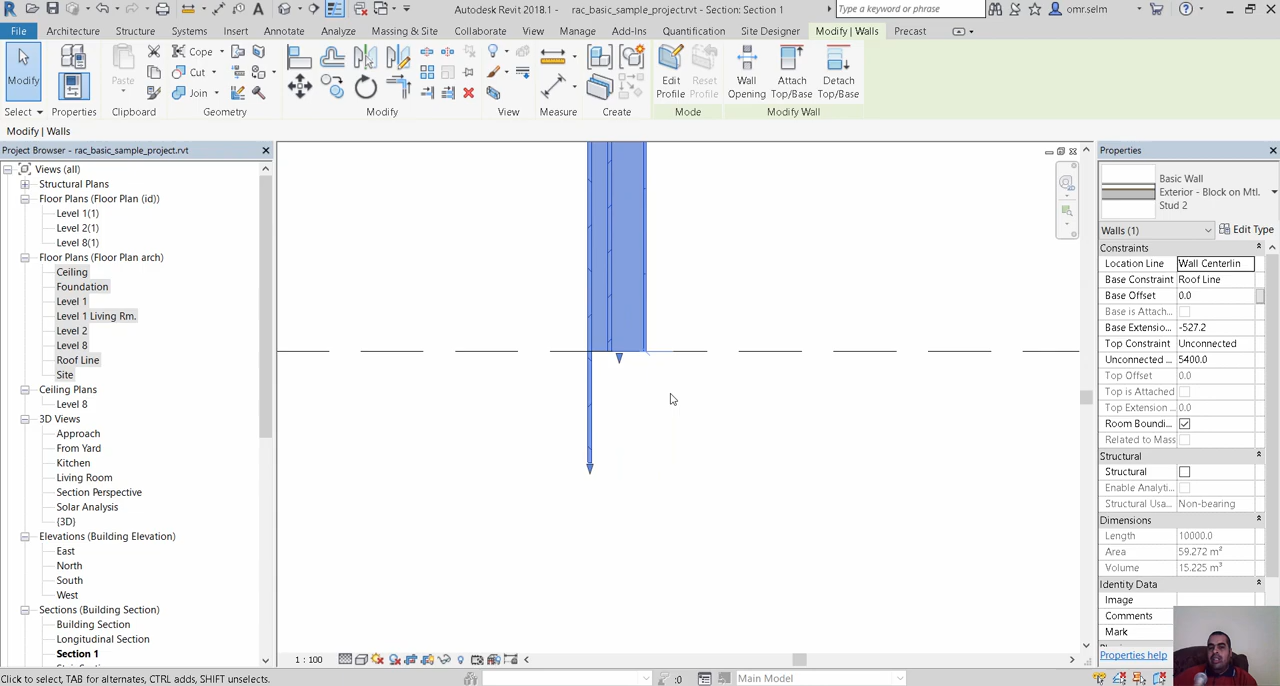 Autodesk Revit 2018.1 - rac_basic_sample_project.rvt - Section: Section 1
Type a keyword or phrase
omr.selm
File Architecture Structure Systems Insert Annotate Analyze Massing & Site Collaborate View Manage Add-Ins Quantification Site Designer Modify | Walls Precast
Modify
Paste
Cope
Cut
Join
Edit Profile
Reset Profile
Wall Opening
Attach Top/Base
Detach Top/Base
Select Properties Clipboard Geometry Modify View Measure Create Mode Modify Wall
Modify | Walls
Project Browser - rac_basic_sample_project.rvt
Views (all)
Structural Plans
Floor Plans (Floor Plan (id))
Level 1(1)
Level 2(1)
Level 8(1)
Floor Plans (Floor Plan arch)
Ceiling
Foundation
Level 1
Level 1 Living Rm.
Level 2
Level 8
Roof Line
Site
Ceiling Plans
Level 8
3D Views
Approach
From Yard
Kitchen
Living Room
Section Perspective
Solar Analysis
{3D}
Elevations (Building Elevation)
East
North
South
West
Sections (Building Section)
Building Section
Longitudinal Section
Section 1
1 : 100
Properties
Basic Wall
Exterior - Block on Mtl.
Stud 2
Walls (1)
Edit Type
Constraints
Location Line Wall Centerlin
Base Constraint Roof Line
Base Offset 0.0
Base is Attach...
Base Extensio... -527.2
Top Constraint Unconnected
Unconnected ... 5400.0
Top Offset 0.0
Top is Attached
Top Extension ... 0.0
Room Boundi...
Related to Mass
Structural
Structural
Enable Analyti...
Structural Usa... Non-bearing
Dimensions
Length 10000.0
Area 59.272 m²
Volume 15.225 m³
Identity Data
Image
Comments
Mark
Properties help
Click to select, TAB for alternates, CTRL adds, SHIFT unselects.
:0
Main Model